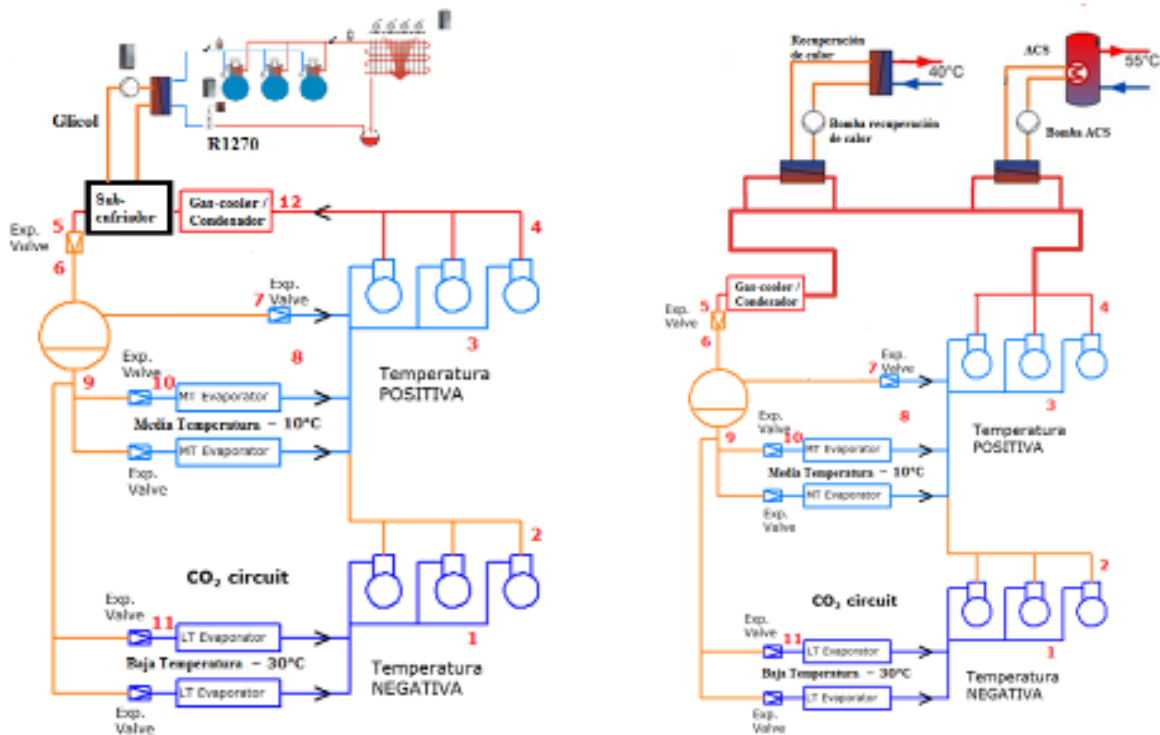 Glicol
R1270
Sub-
enfriador
Gas-cooler /
Condesador
12
4
5
Exp.
Valve
6
Exp.
Valve
7
3
8
Temperatura
POSITIVA
9
Exp.
Valve
10
MT Evaporator
Media Temperatura - 10°C
MT Evaporator
Exp.
Valve
2
CO₂ circuit
Exp.
Valve
11
LT Evaporator
1
Baja Temperatura - 30°C
LT Evaporator
Exp.
Valve
Temperatura
NEGATIVA
Recuperación
de calor
40°C
Bomba recuperación
de calor
ACS
55°C
Bomba ACS
Gas-cooler /
Condesador
5
Exp.
Valve
6
4
Exp.
Valve
7
3
8
Temperatura
POSITIVA
9
Exp.
Valve
10
MT Evaporator
Media Temperatura - 10°C
MT Evaporator
Exp.
Valve
2
CO₂ circuit
Exp.
Valve
11
LT Evaporator
1
Baja Temperatura - 30°C
LT Evaporator
Exp.
Valve
Temperatura
NEGATIVA